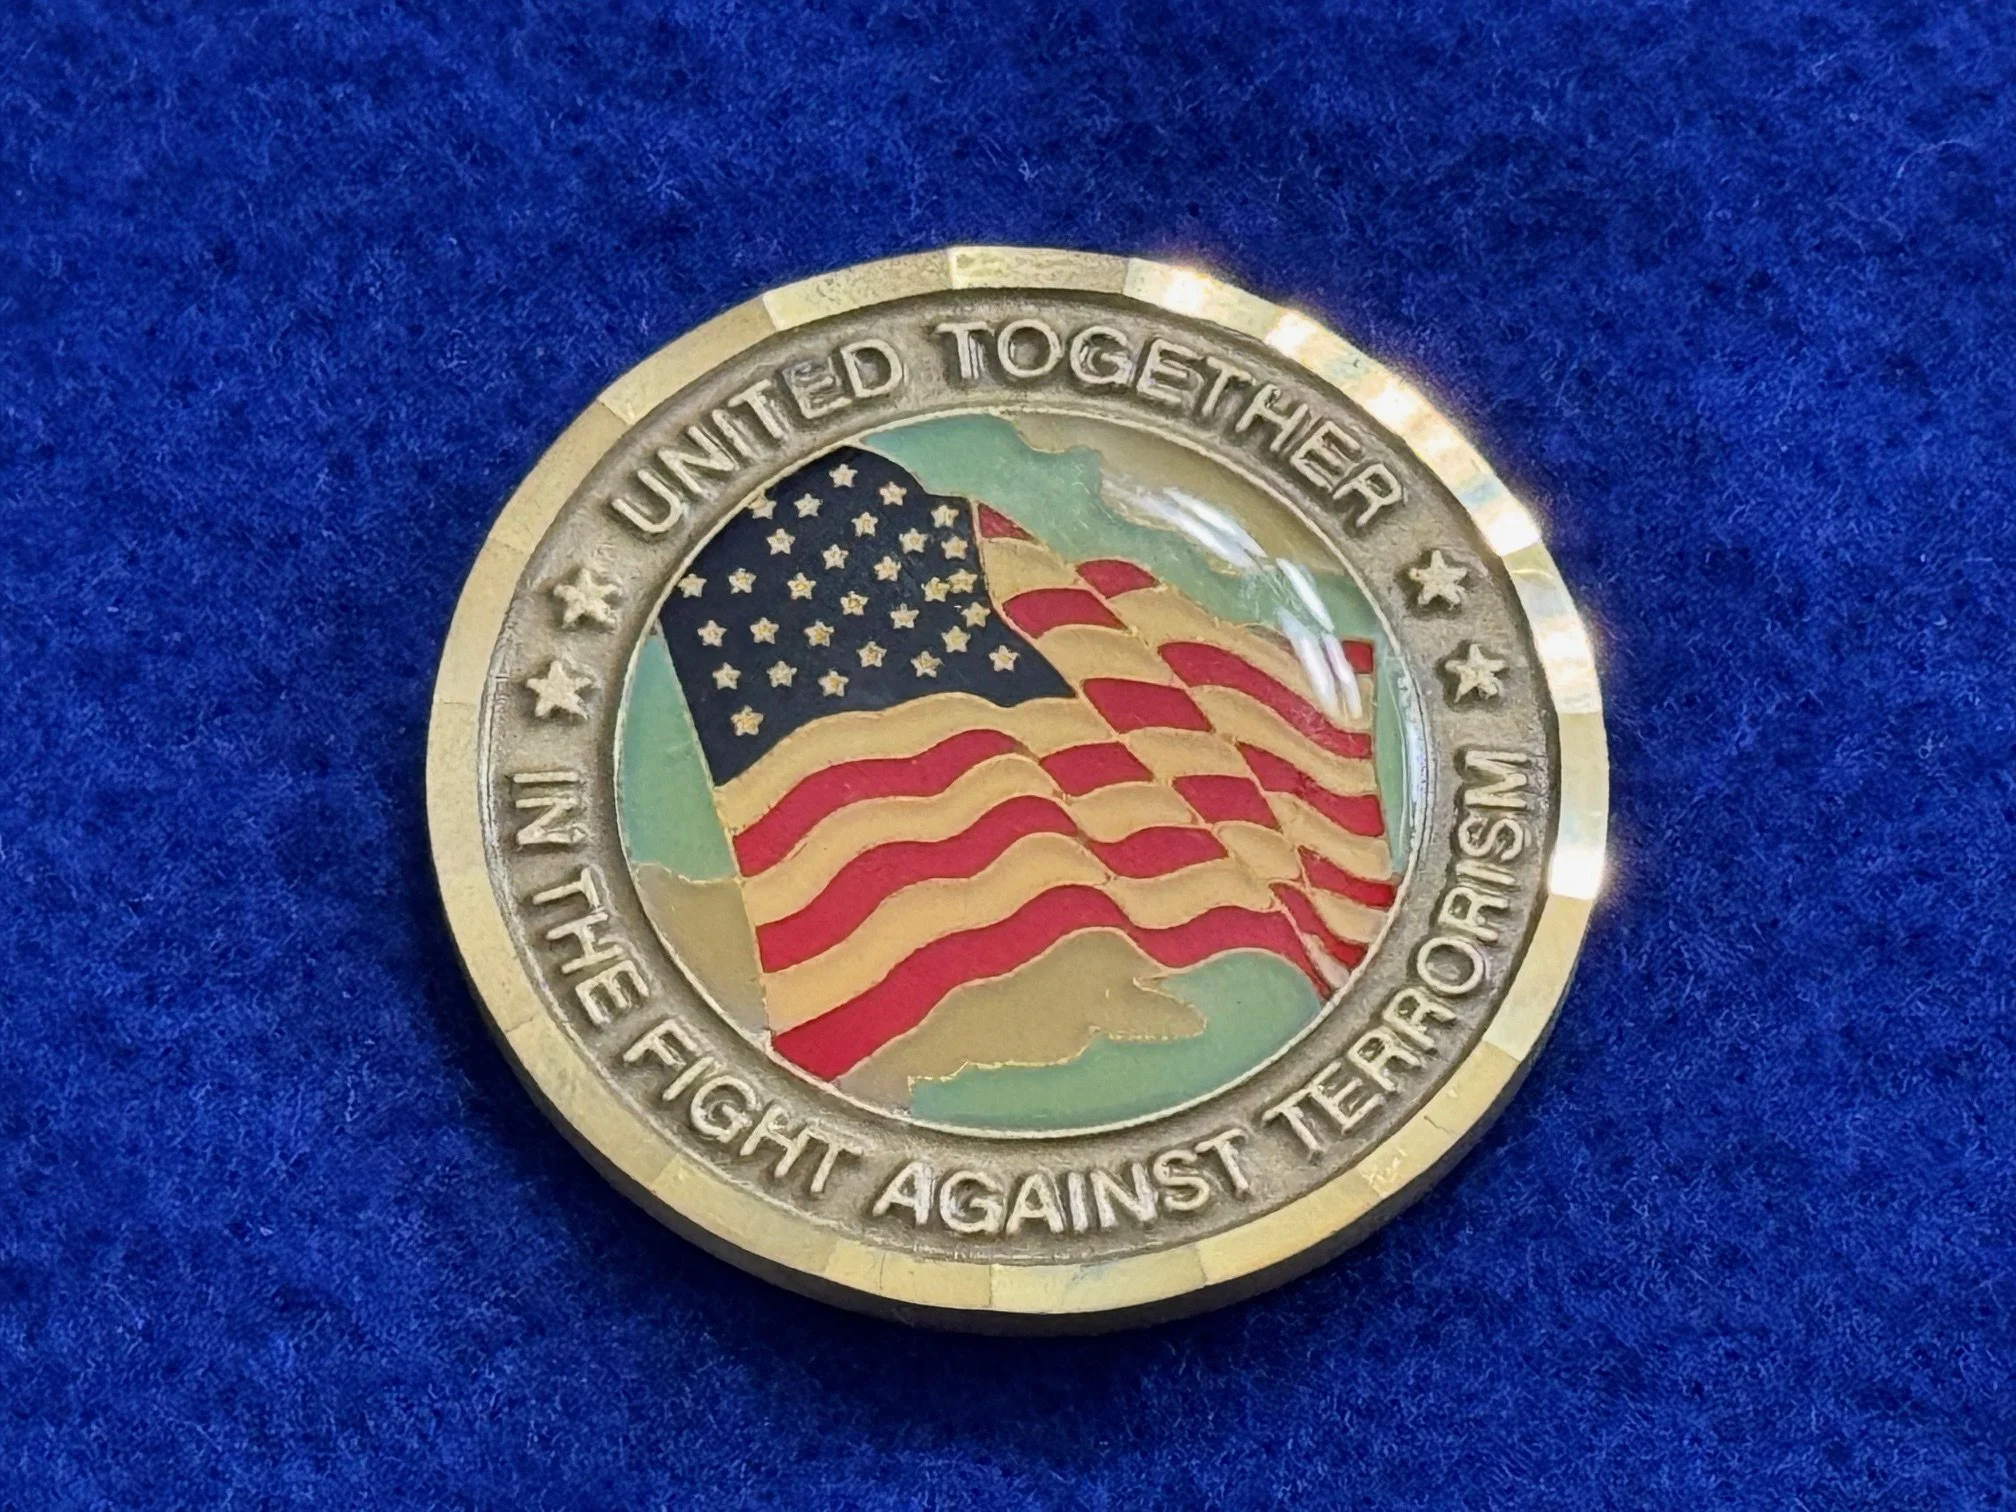 UNITED TOGETHER
IN THE FIGHT AGAINST TERRORISM